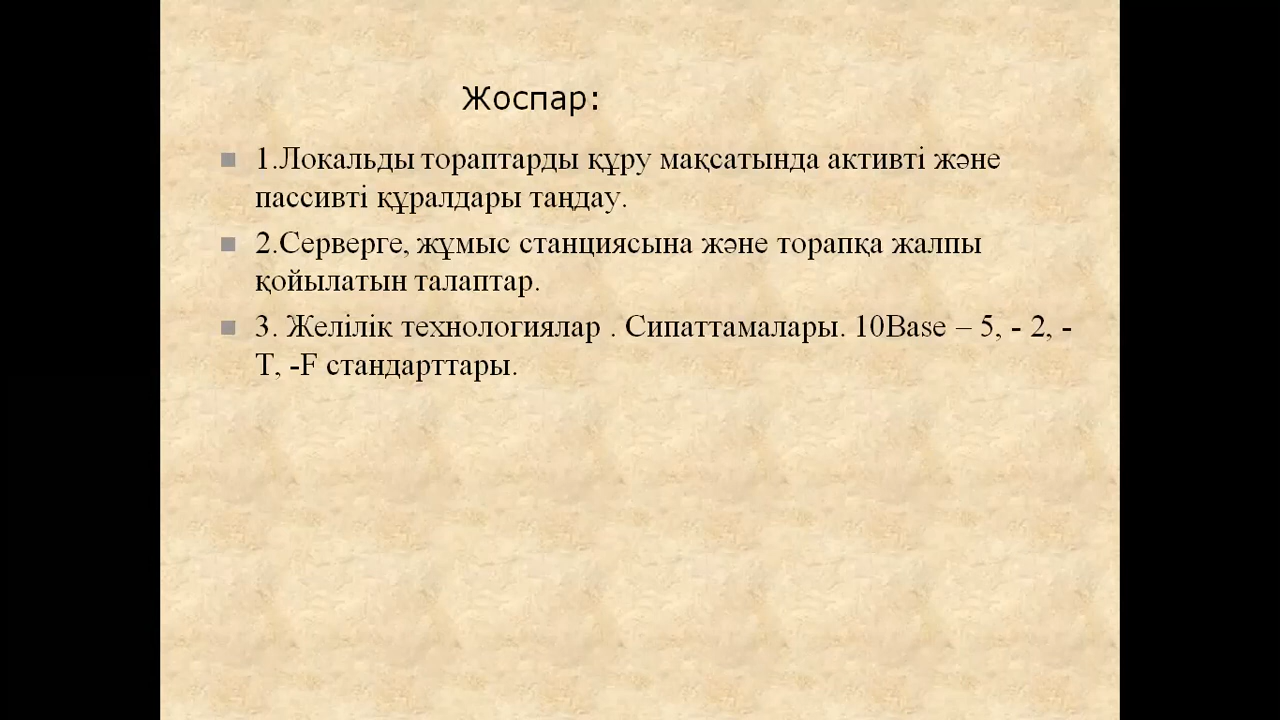 Жоспар:
1.Локальды тораптарды құру мақсатында активті және
пассивті құралдары таңдау.
2.Серверге, жұмыс станциясына және торапқа жалпы
қойылатын талаптар.
3. Желілік технологиялар . Сипаттамалары. 10Base – 5, - 2, -
T, -F стандарттары.